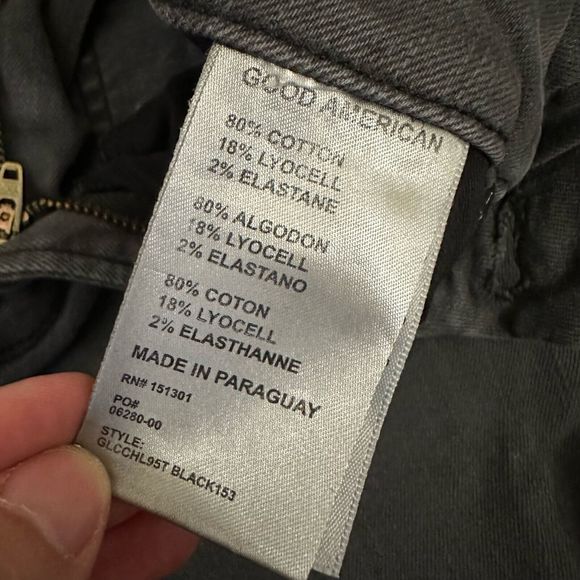 GOOD AMERICAN
80% COTTON
18% LYOCELL
2% ELASTANE
80% ALGODON
18% LYOCELL
2% ELASTANO
80% COTON
18% LYOCELL
2% ELASTHANNE
MADE IN PARAGUAY
RN# 151301
PO#
06280-00
STYLE:
GLCCHL95T BLACK153